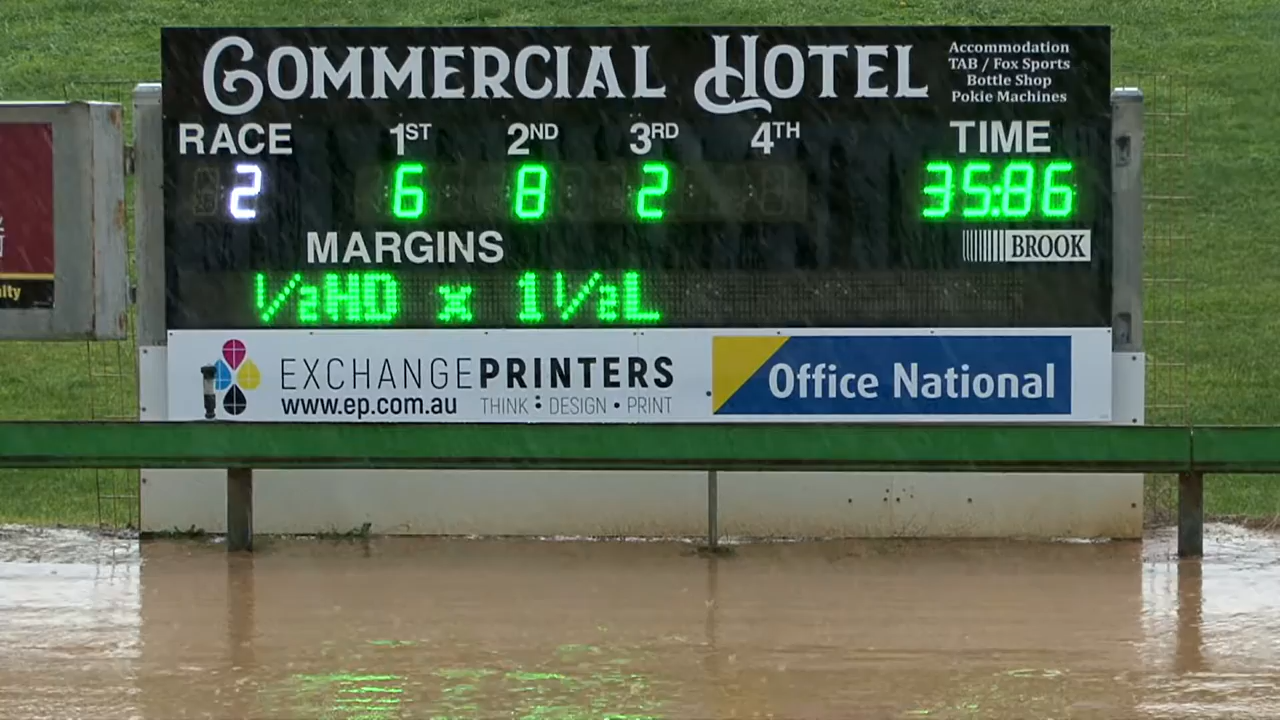 COMMERCIAL HOTEL
Accommodation
TAB / Fox Sports
Bottle Shop
Pokie Machines
RACE 1ST 2ND 3RD 4TH TIME
2 6 8 2 35:86
MARGINS
BROOK
½HD x 1½L
EXCHANGEPRINTERS
www.ep.com.au THINK • DESIGN • PRINT
Office National
lty